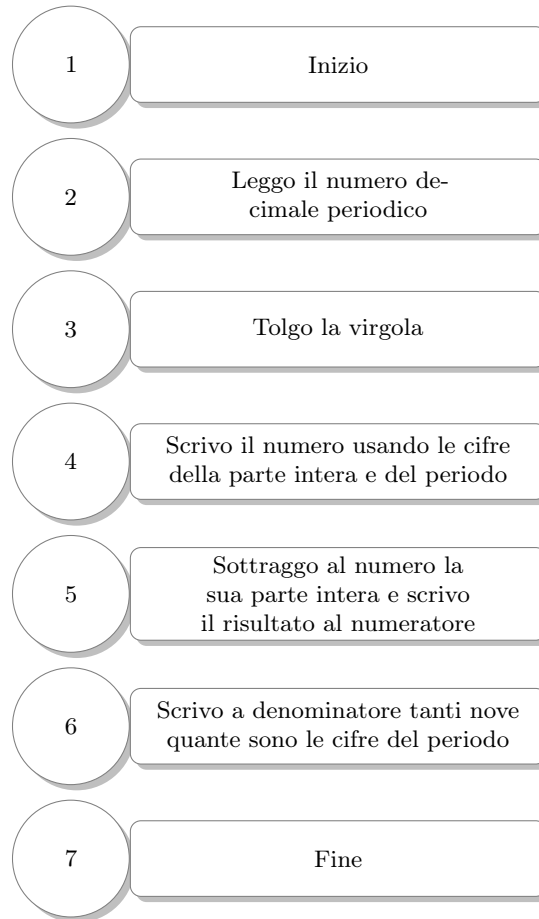 1
Inizio
2
Leggo il numero de-
cimale periodico
3
Tolgo la virgola
4
Scrivo il numero usando le cifre
della parte intera e del periodo
5
Sottraggo al numero la
sua parte intera e scrivo
il risultato al numeratore
6
Scrivo a denominatore tanti nove
quante sono le cifre del periodo
7
Fine